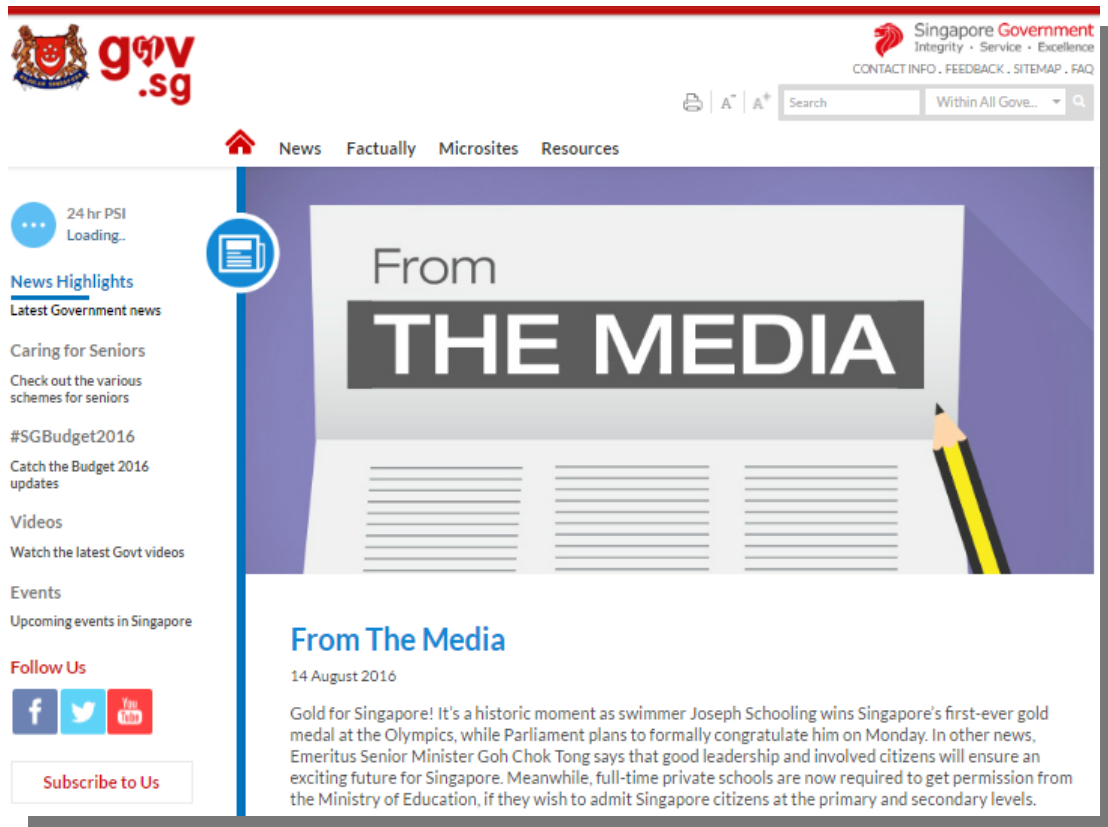 gov
.sg
Singapore Government
Integrity · Service · Excellence
CONTACT INFO . FEEDBACK . SITEMAP . FAQ
A- A+ Search Within All Gove...
News Factually Microsites Resources
24 hr PSI
Loading..
News Highlights
Latest Government news
Caring for Seniors
Check out the various
schemes for seniors
#SGBudget2016
Catch the Budget 2016
updates
Videos
Watch the latest Govt videos
Events
Upcoming events in Singapore
Follow Us
f You
Tube
Subscribe to Us
From
THE MEDIA
From The Media
14 August 2016
Gold for Singapore! It's a historic moment as swimmer Joseph Schooling wins Singapore's first-ever gold
medal at the Olympics, while Parliament plans to formally congratulate him on Monday. In other news,
Emeritus Senior Minister Goh Chok Tong says that good leadership and involved citizens will ensure an
exciting future for Singapore. Meanwhile, full-time private schools are now required to get permission from
the Ministry of Education, if they wish to admit Singapore citizens at the primary and secondary levels.